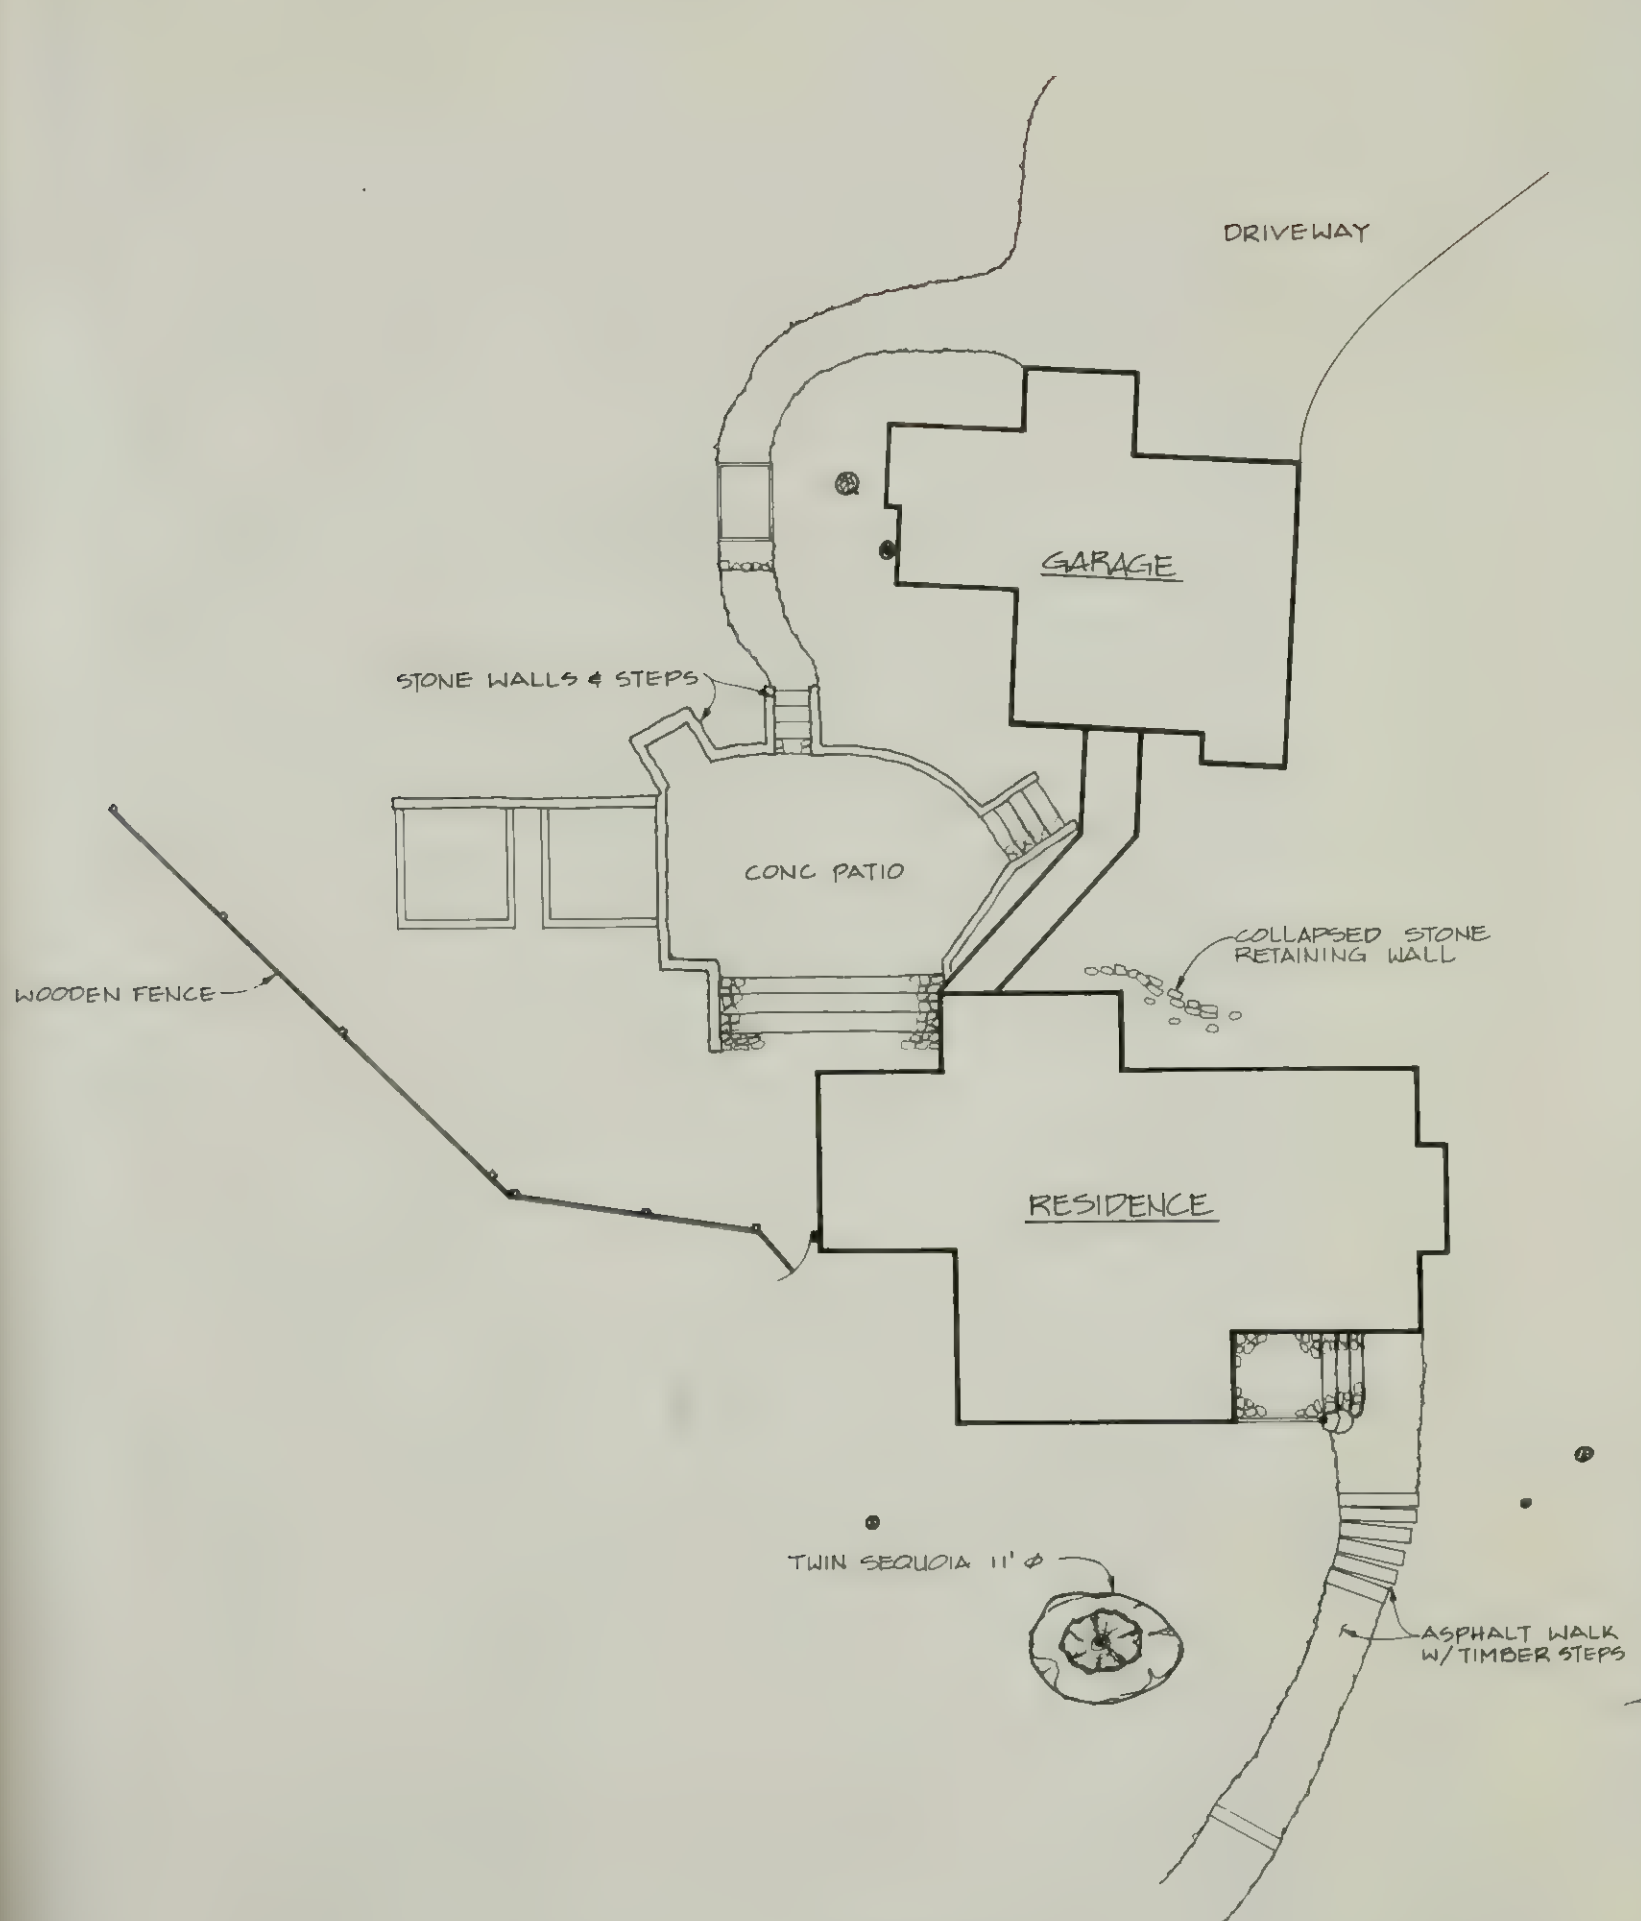 DRIVEWAY
GARAGE
STONE WALLS & STEPS
CONC PATIO
COLLAPSED STONE
RETAINING WALL
WOODEN FENCE
RESIDENCE
TWIN SEQUOIA 11' ⌀
ASPHALT WALK
W/ TIMBER STEPS